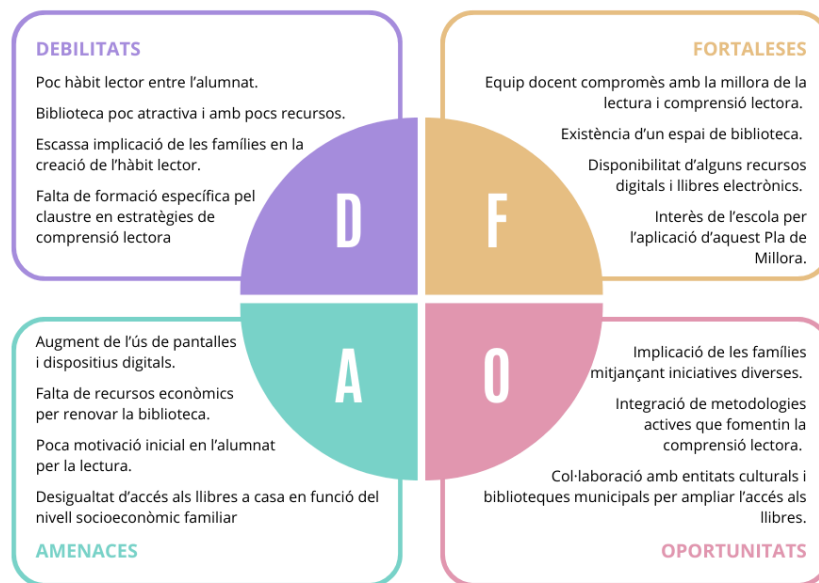 DEBILITATS
Poc hàbit lector entre l’alumnat.
Biblioteca poc atractiva i amb pocs recursos.
Escassa implicació de les famílies en la
creació de l’hàbit lector.
Falta de formació específica pel
claustre en estratègies de
comprensió lectora
FORTALESES
Equip docent compromès amb la millora de la
lectura i comprensió lectora.
Existència d’un espai de biblioteca.
Disponibilitat d’alguns recursos
digitals i llibres electrònics.
Interès de l’escola per
l’aplicació d’aquest Pla de
Millora.
D
F
A
O
Augment de l’ús de pantalles
i dispositius digitals.
Falta de recursos econòmics
per renovar la biblioteca.
Poca motivació inicial en l’alumnat
per la lectura.
Desigualtat d’accés als llibres a casa en funció del
nivell socioeconòmic familiar
AMENACES
Implicació de les famílies
mitjançant iniciatives diverses.
Integració de metodologies
actives que fomentin la
comprensió lectora.
Col·laboració amb entitats culturals i
biblioteques municipals per ampliar l’accés als
llibres.
OPORTUNITATS